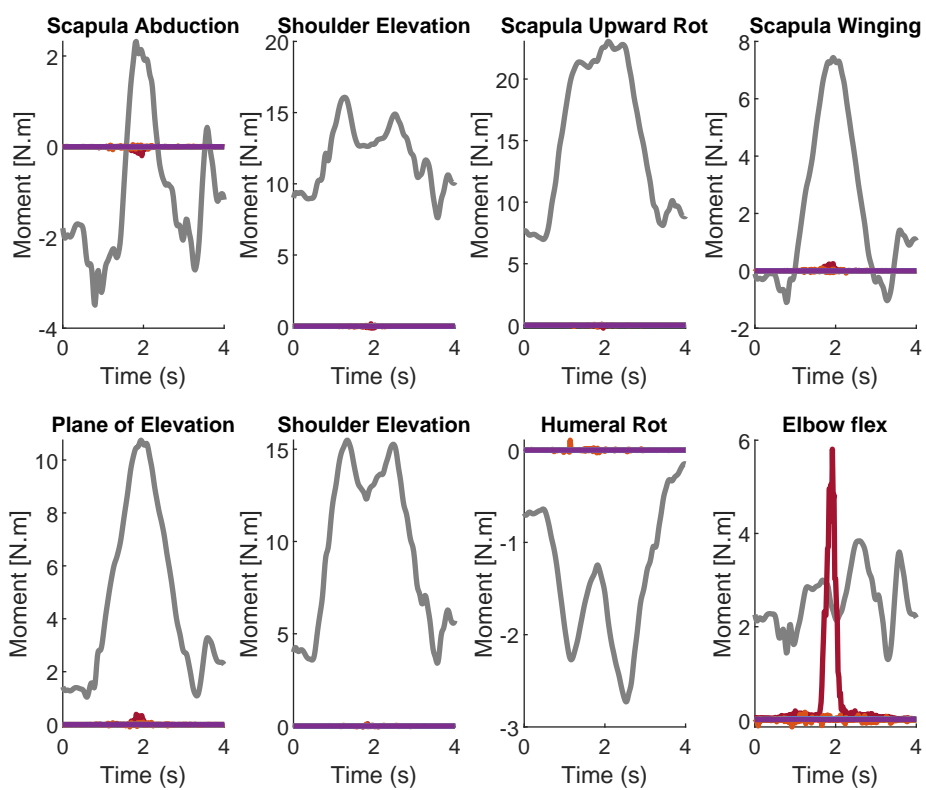 Scapula Abduction
2
0
-2
-4
0 2 4
Moment [N.m]
Time (s)
Shoulder Elevation
20
15
10
5
0
0 2 4
Moment [N.m]
Time (s)
Scapula Upward Rot
20
15
10
5
0
0 2 4
Moment [N.m]
Time (s)
Scapula Winging
8
6
4
2
0
-2
0 2 4
Moment [N.m]
Time (s)
Plane of Elevation
10
8
6
4
2
0
0 2 4
Moment [N.m]
Time (s)
Shoulder Elevation
15
10
5
0
0 2 4
Moment [N.m]
Time (s)
Humeral Rot
0
-1
-2
-3
0 2 4
Moment [N.m]
Time (s)
Elbow flex
6
4
2
0
0 2 4
Moment [N.m]
Time (s)